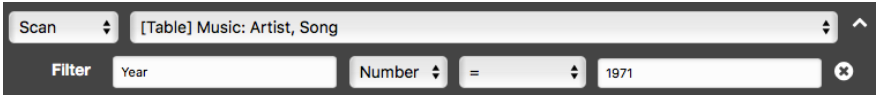 Scan [Table] Music: Artist, Song
Filter Year Number = 1971